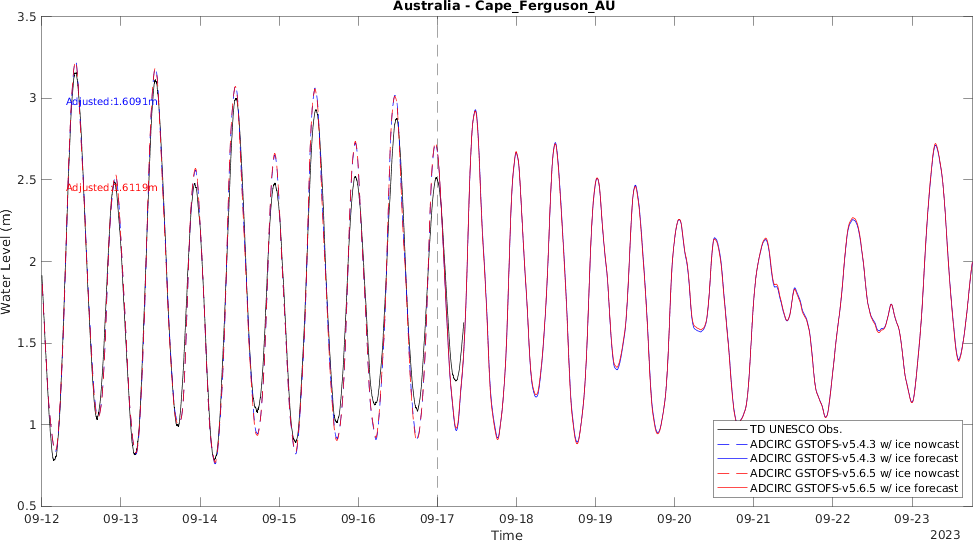 Australia - Cape_Ferguson_AU
3.5
3
2.5
2
1.5
1
0.5
Water Level (m)
Adjusted:1.6091m
Adjusted:1.6119m
TD UNESCO Obs.
ADCIRC GSTOFS-v5.4.3 w/ ice nowcast
ADCIRC GSTOFS-v5.4.3 w/ ice forecast
ADCIRC GSTOFS-v5.6.5 w/ ice nowcast
ADCIRC GSTOFS-v5.6.5 w/ ice forecast
09-12 09-13 09-14 09-15 09-16 09-17 09-18 09-19 09-20 09-21 09-22 09-23
Time
2023